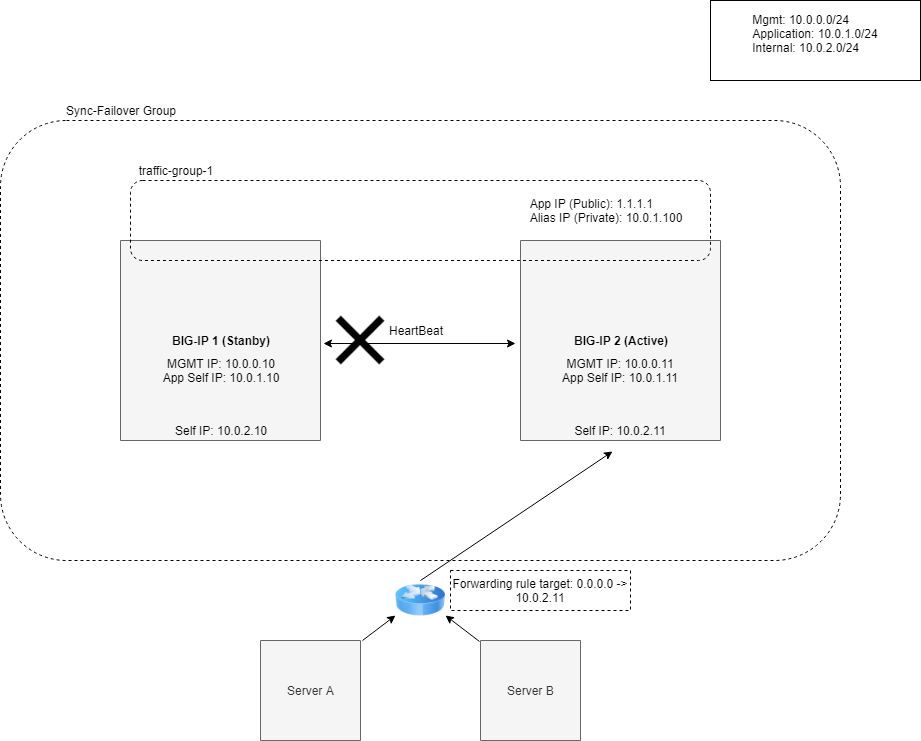 Mgmt: 10.0.0.0/24
Application: 10.0.1.0/24
Internal: 10.0.2.0/24
Sync-Failover Group
traffic-group-1
App IP (Public): 1.1.1.1
Alias IP (Private): 10.0.1.100
BIG-IP 1 (Stanby)
MGMT IP: 10.0.0.10
App Self IP: 10.0.1.10
Self IP: 10.0.2.10
HeartBeat
BIG-IP 2 (Active)
MGMT IP: 10.0.0.11
App Self IP: 10.0.1.11
Self IP: 10.0.2.11
Forwarding rule target: 0.0.0.0 ->
10.0.2.11
Server A
Server B